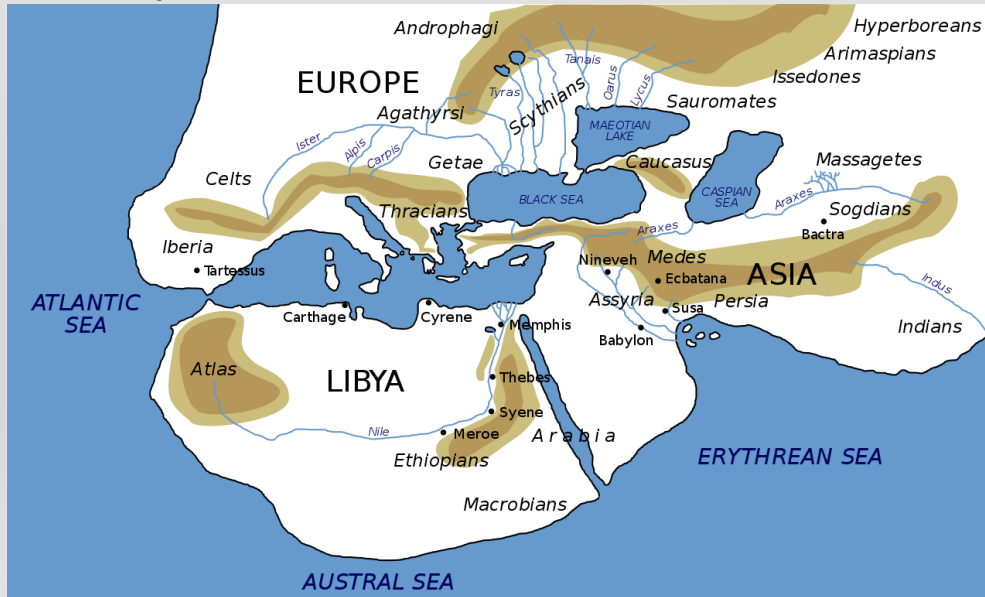 Androphagi
Hyperboreans
Arimaspians
Issedones
EUROPE
Tanais
Oarus
Lycus
Tyras
Scythians
Sauromates
Agathyrsi
MAEOTIAN
LAKE
Ister
Alpis
Carpis
Getae
Caucasus
Massagetes
Celts
BLACK SEA
CASPIAN
SEA
Araxes
Sogdians
Thracians
Araxes
Bactra
Iberia
Tartessus
Nineveh
Medes
Ecbatana
ASIA
Indus
ATLANTIC
SEA
Assyria
Susa
Persia
Carthage
Cyrene
Memphis
Babylon
Indians
Atlas
LIBYA
Thebes
Syene
Nile
Meroe
Arabia
Ethiopians
ERYTHREAN SEA
Macrobians
AUSTRAL SEA